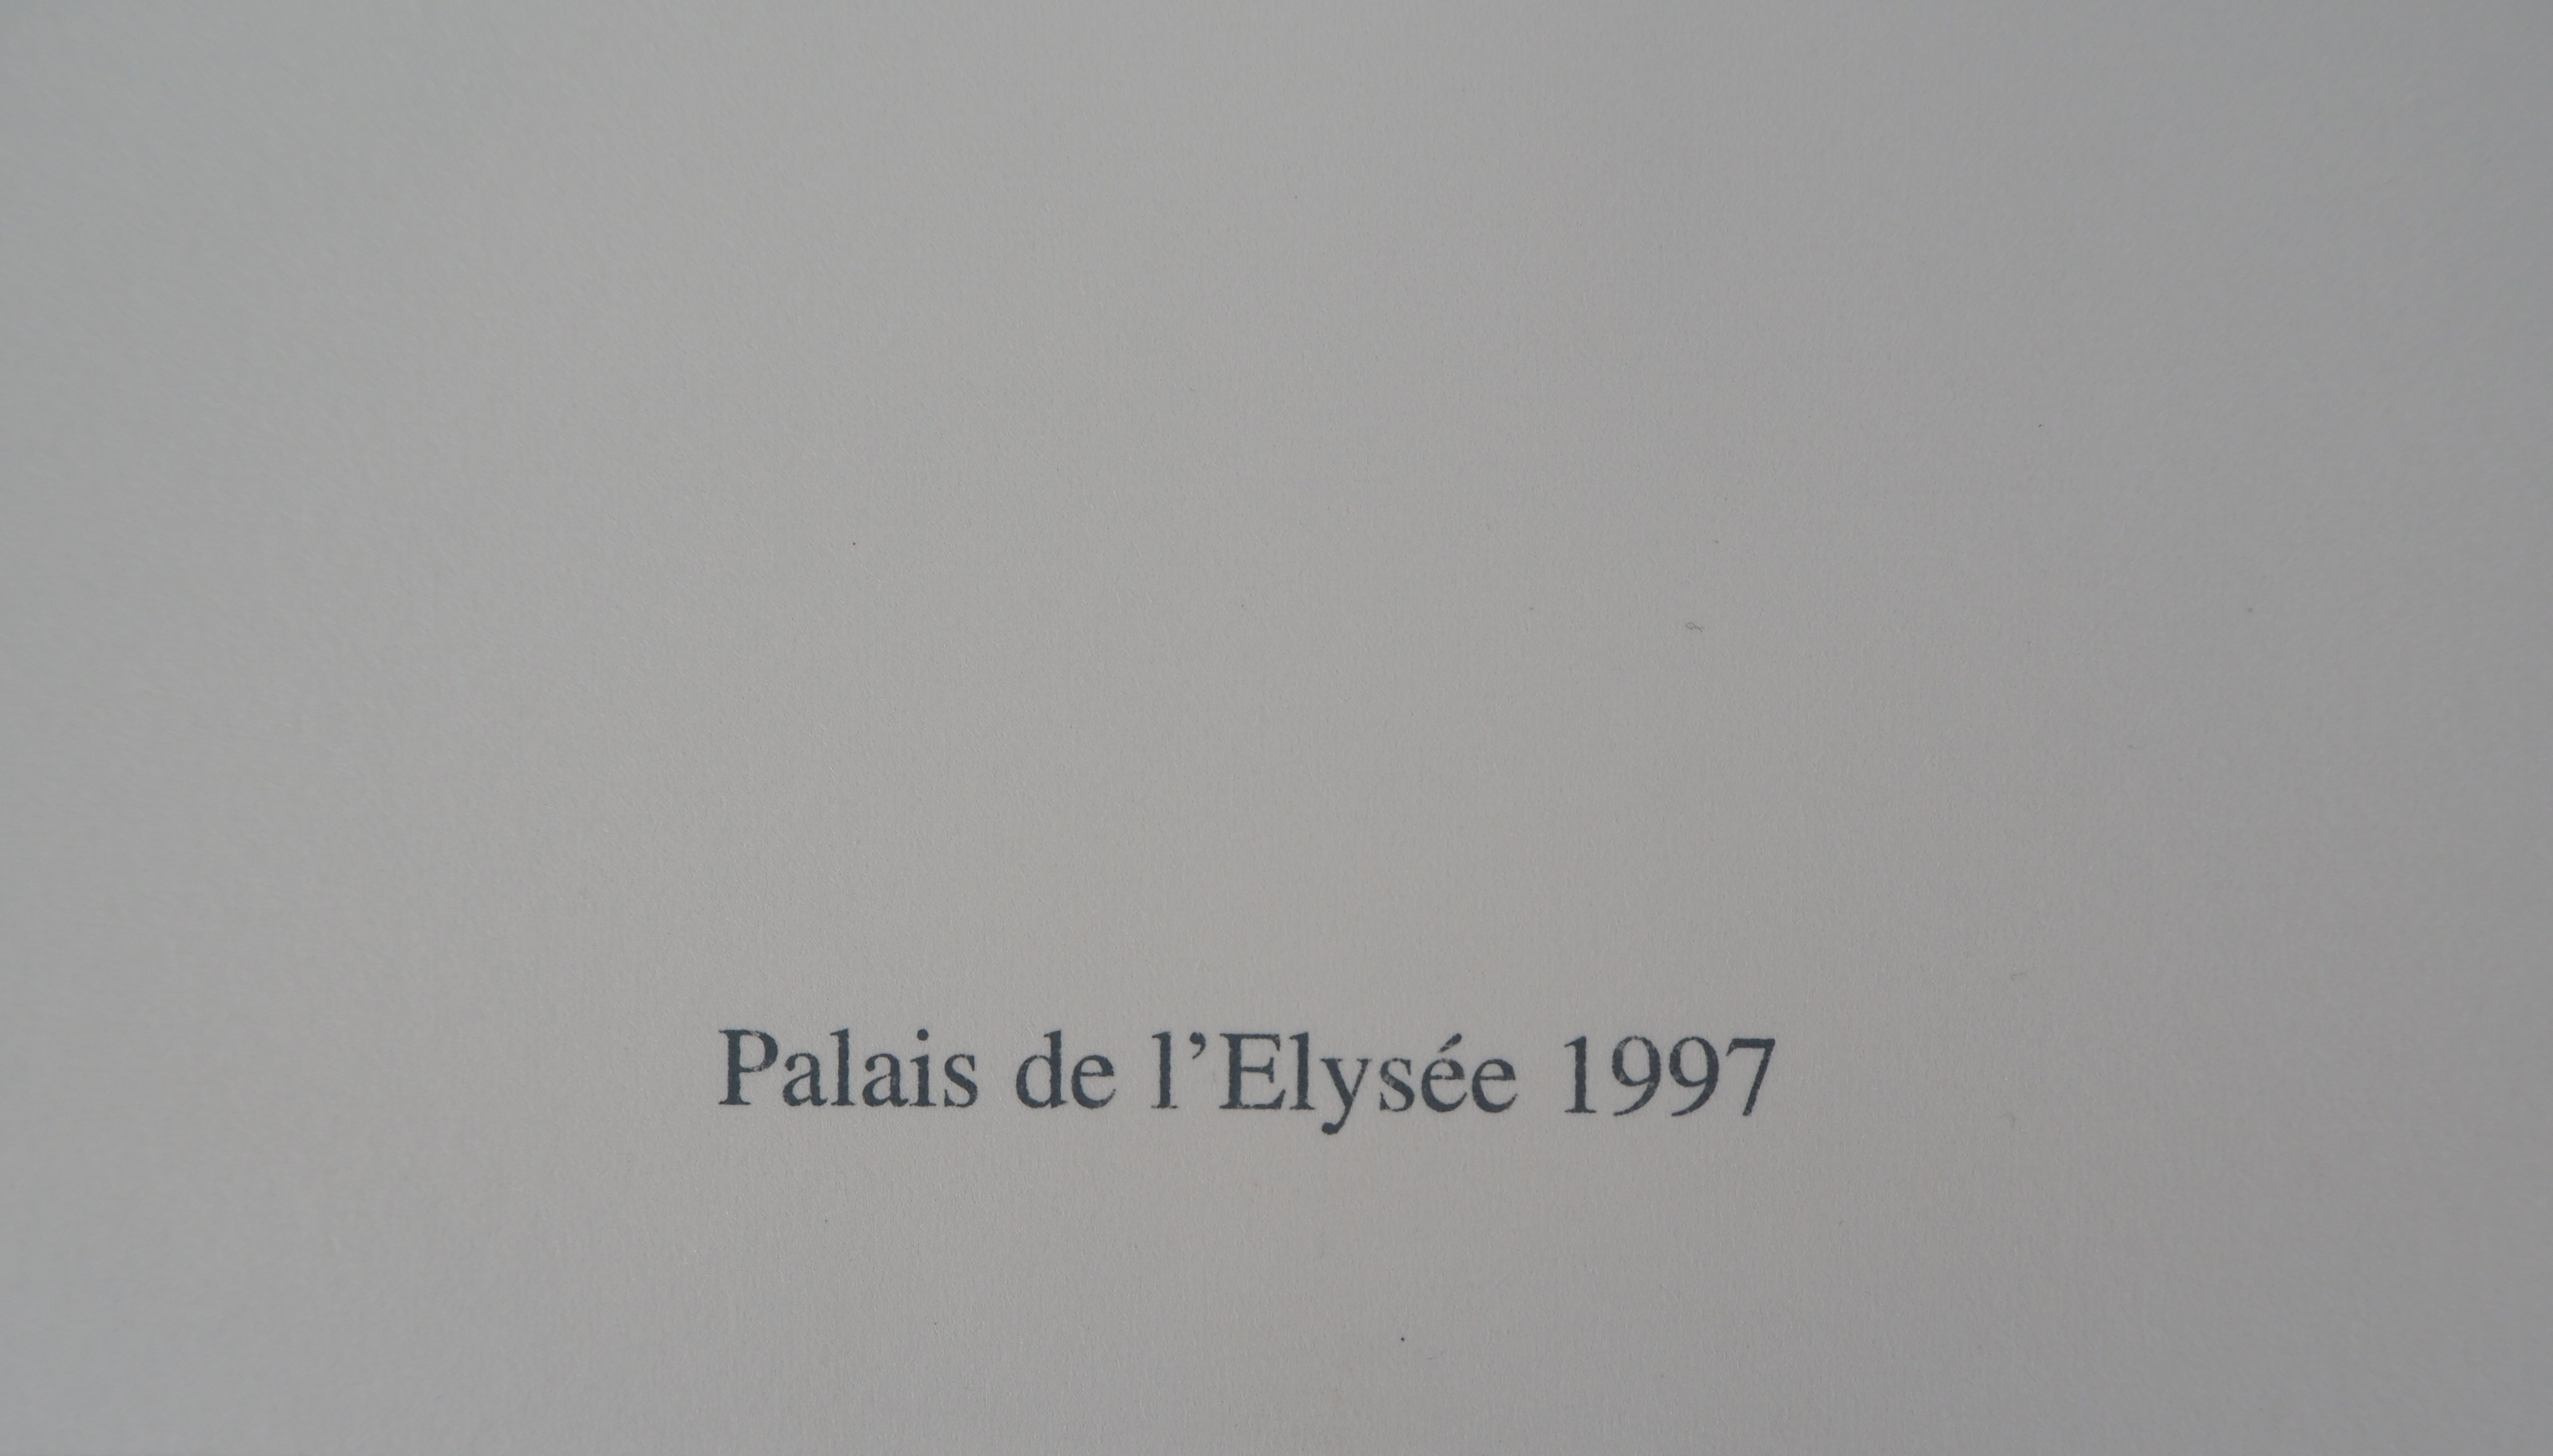 Palais de l’Elysée 1997